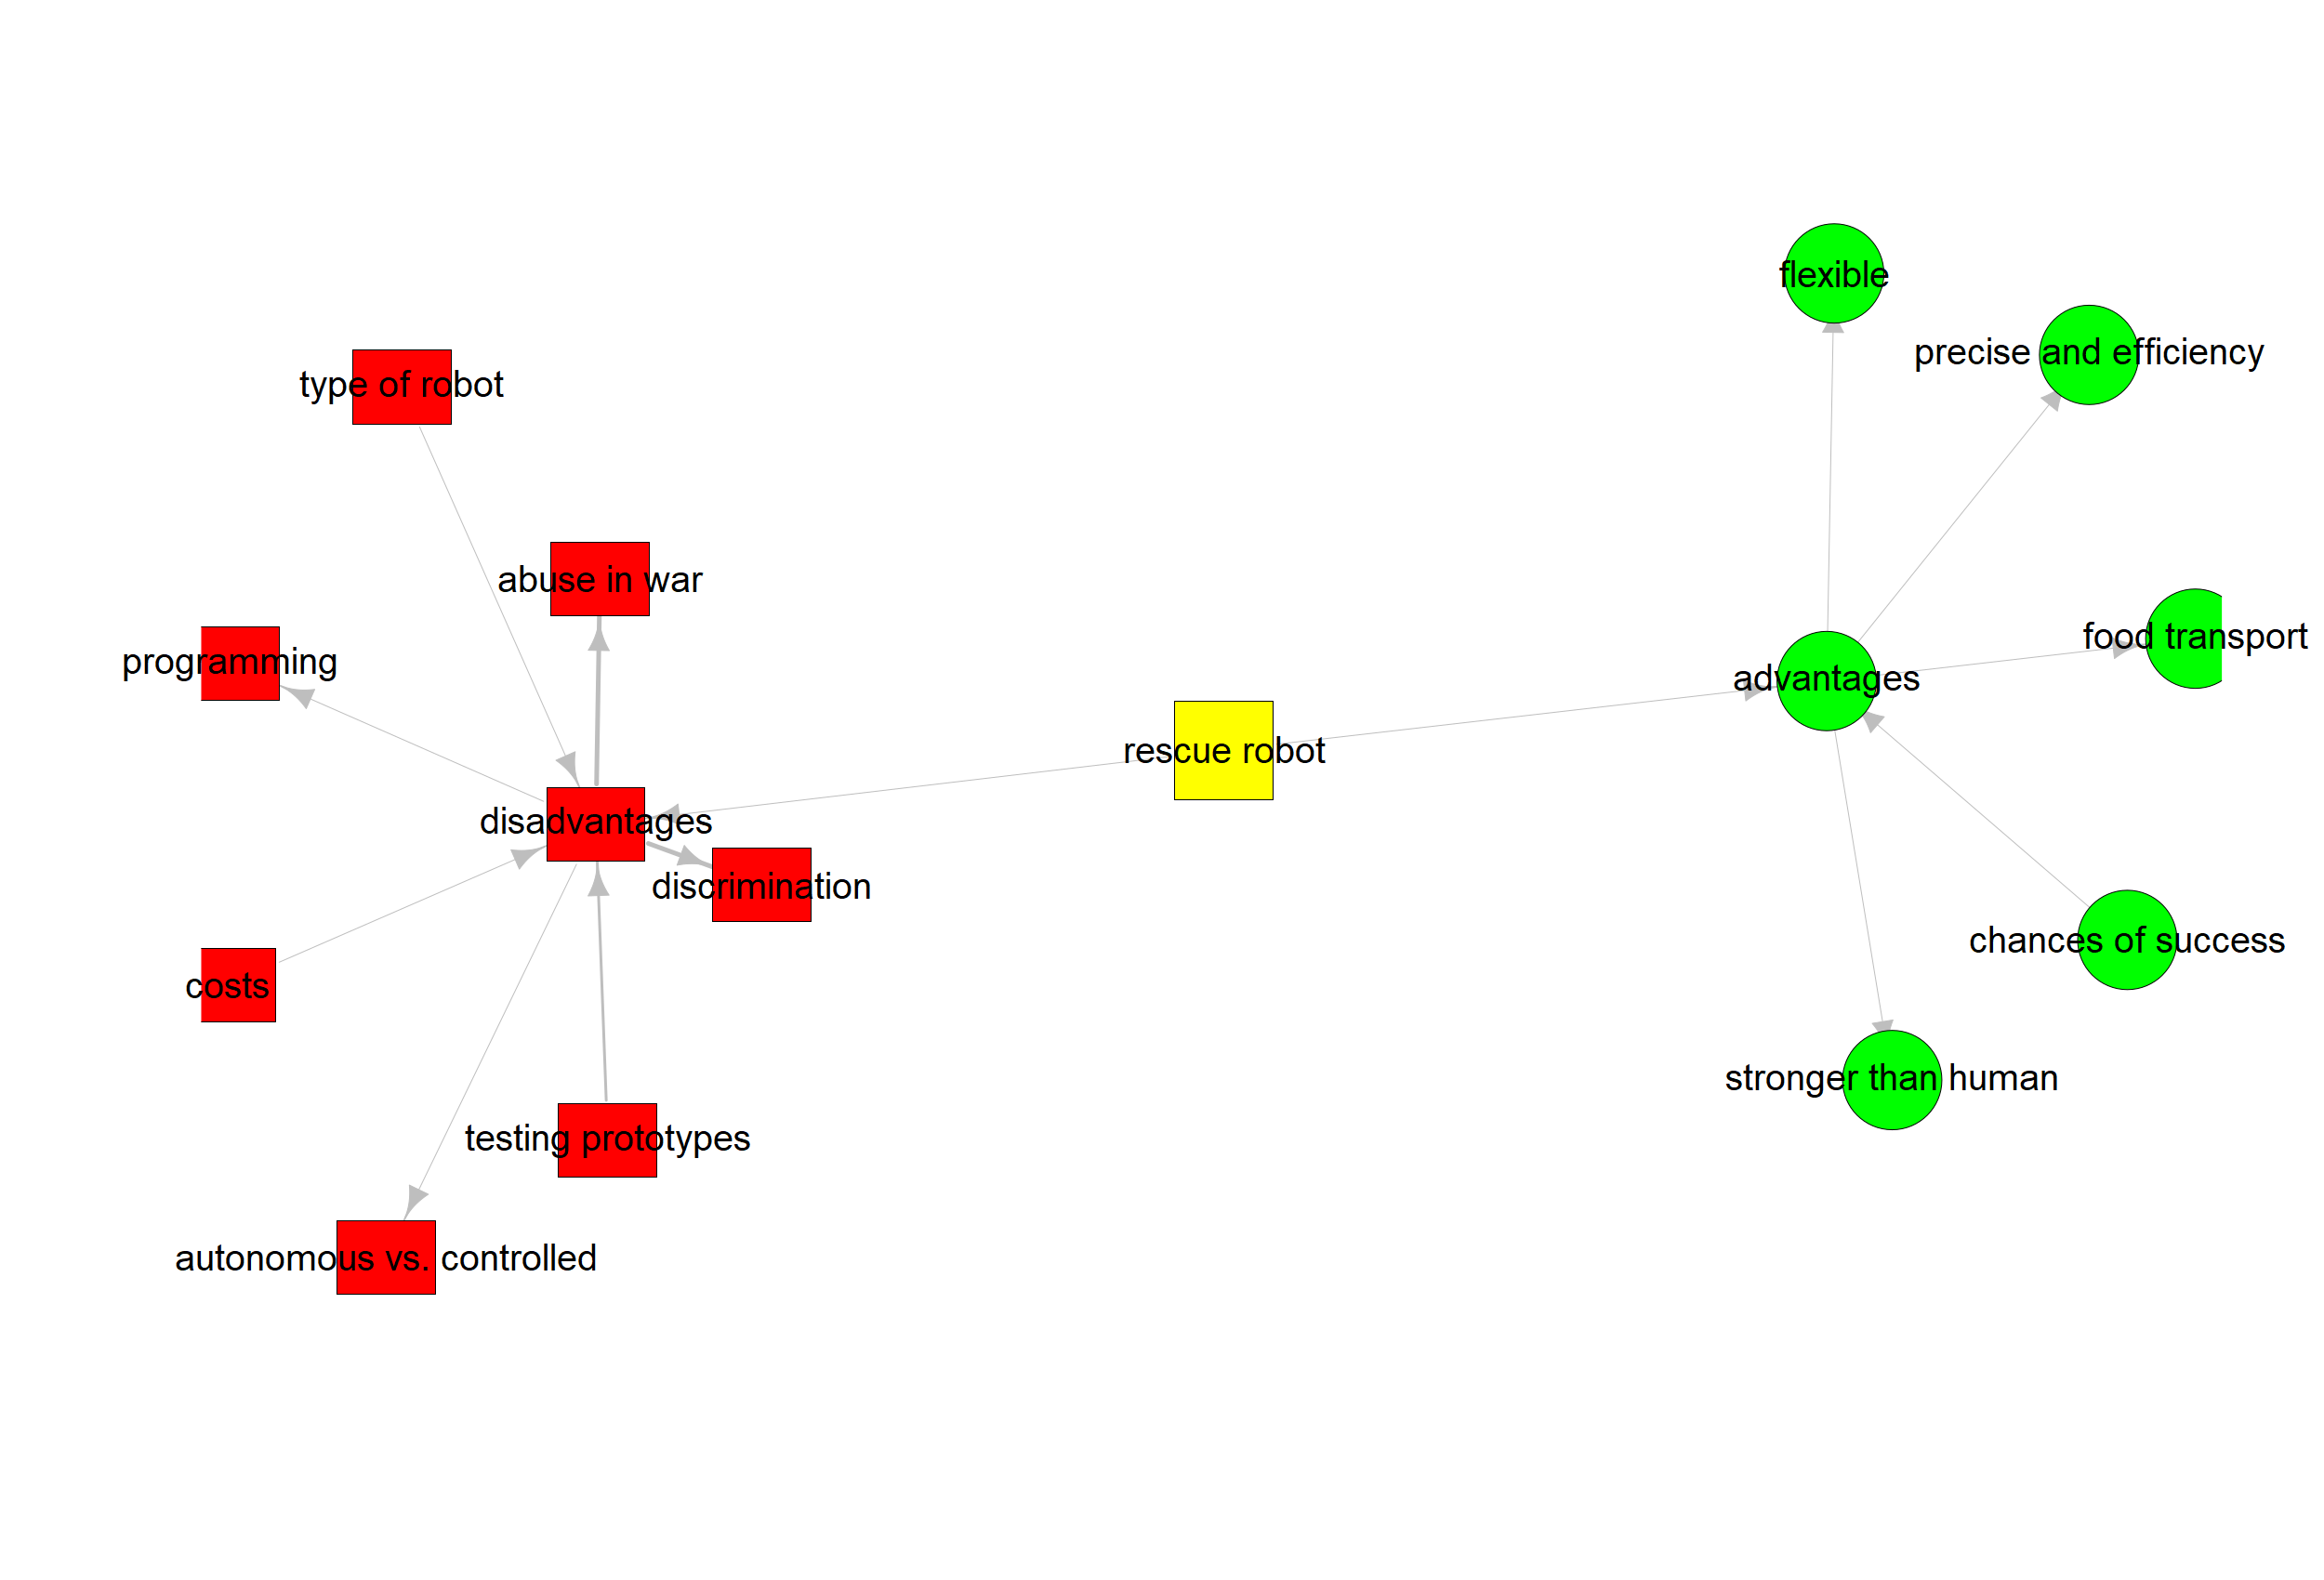 flexible
precise and efficiency
type of robot
abuse in war
food transport
programming
advantages
rescue robot
disadvantages
discrimination
chances of success
costs
stronger than human
testing prototypes
autonomous vs. controlled